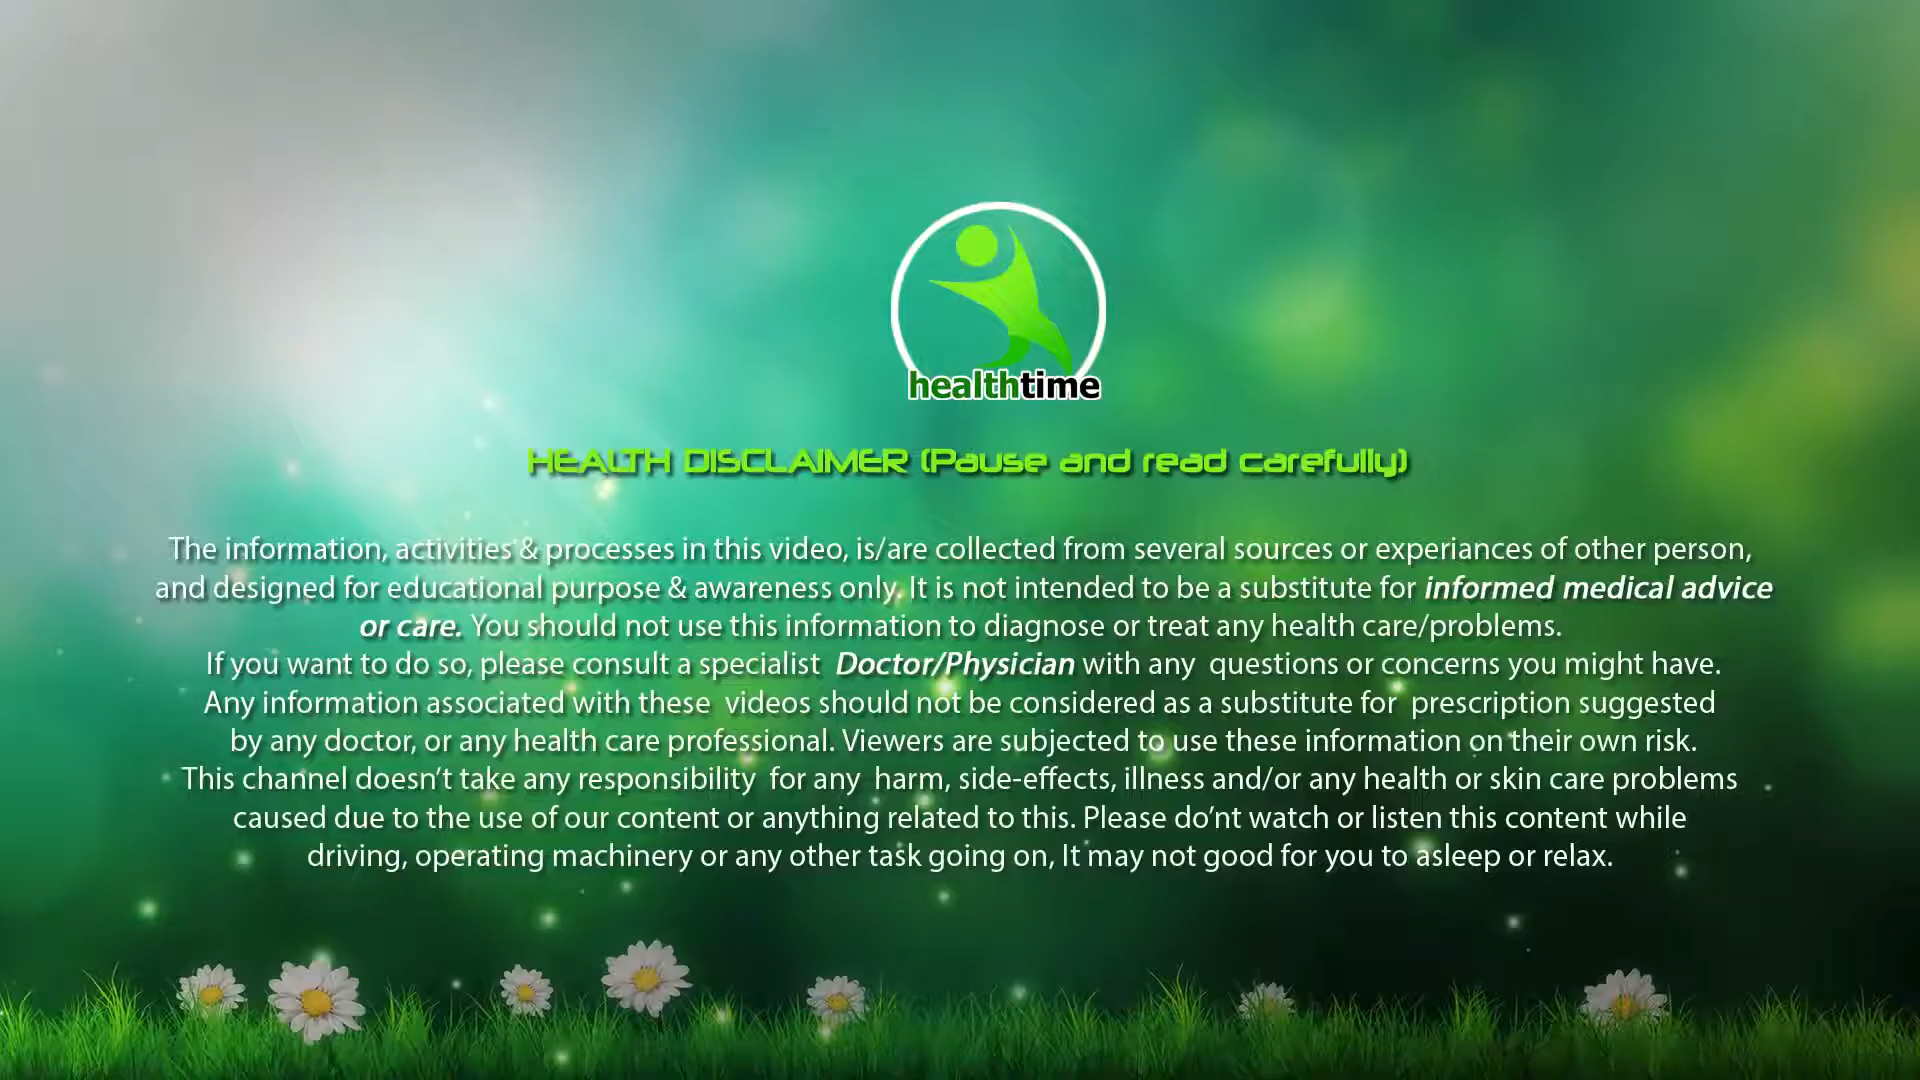 healthtime
HEALTH DISCLAIMER (Pause and read carefully)
The information, activities & processes in this video, is/are collected from several sources or experiances of other person,
and designed for educational purpose & awareness only. It is not intended to be a substitute for informed medical advice
or care. You should not use this information to diagnose or treat any health care/problems.
If you want to do so, please consult a specialist Doctor/Physician with any questions or concerns you might have.
Any information associated with these videos should not be considered as a substitute for prescription suggested
by any doctor, or any health care professional. Viewers are subjected to use these information on their own risk.
This channel doesn’t take any responsibility for any harm, side-effects, illness and/or any health or skin care problems
caused due to the use of our content or anything related to this. Please do’nt watch or listen this content while
driving, operating machinery or any other task going on, It may not good for you to asleep or relax.